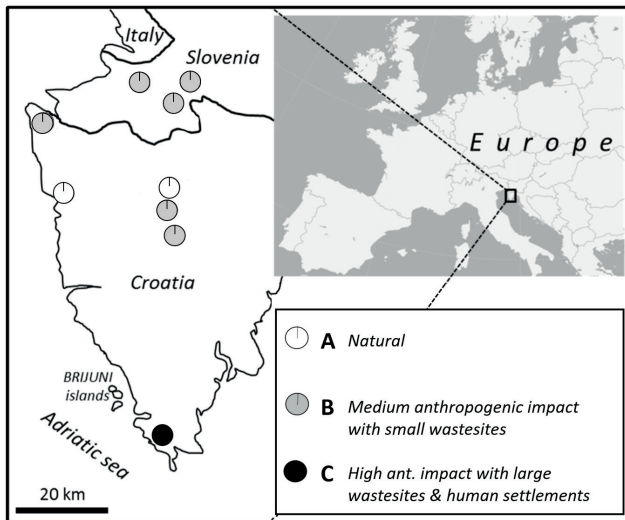 Italy
Slovenia
Europe
Croatia
BRIJUNI
islands
Adriatic sea
20 km
A Natural
B Medium anthropogenic impact
with small wastesites
C High ant. impact with large
wastesites & human settlements